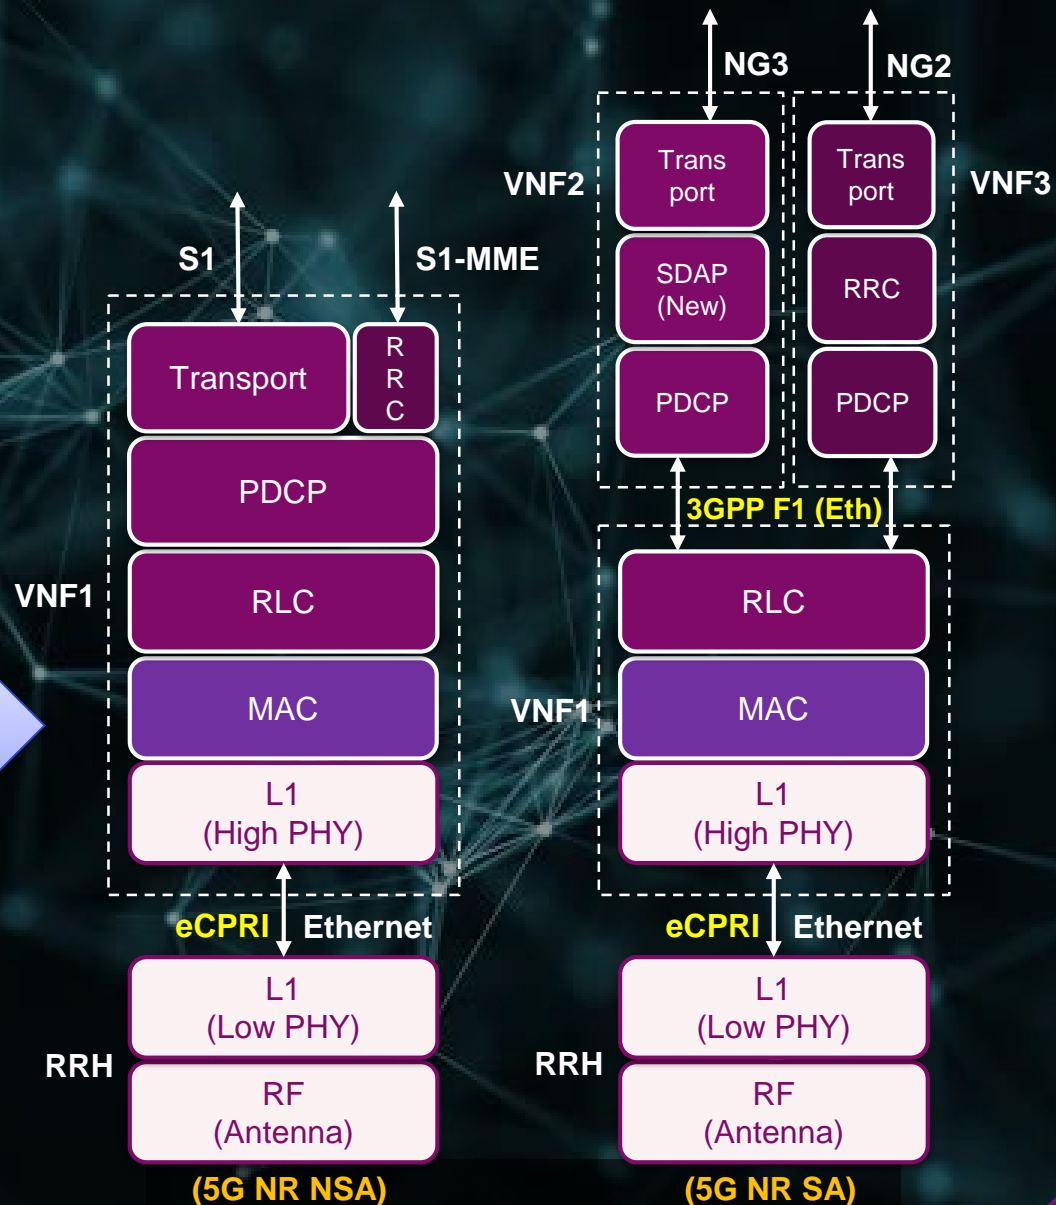 S1
S1-MME
VNF1
Transport
R
R
C
PDCP
RLC
MAC
L1
(High PHY)
eCPRI Ethernet
RRH
L1
(Low PHY)
RF
(Antenna)
(5G NR NSA)
NG3
NG2
VNF2
Trans
port
SDAP
(New)
PDCP
VNF3
Trans
port
RRC
PDCP
3GPP F1 (Eth)
VNF1
RLC
MAC
L1
(High PHY)
eCPRI Ethernet
RRH
L1
(Low PHY)
RF
(Antenna)
(5G NR SA)